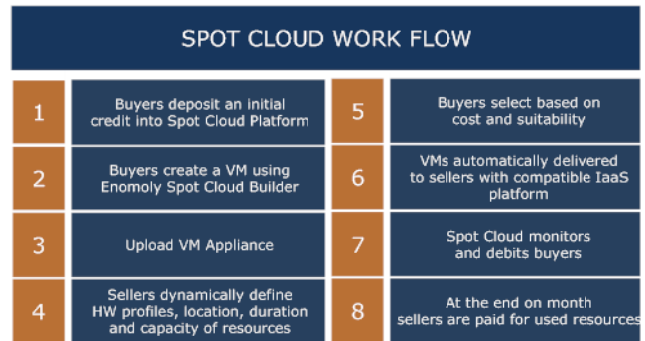 SPOT CLOUD WORK FLOW
1
Buyers deposit an initial
credit into Spot Cloud Platform
2
Buyers create a VM using
Enomoly Spot Cloud Builder
3
Upload VM Appliance
4
Sellers dynamically define
HW profiles, location, duration
and capacity of resources
5
Buyers select based on
cost and suitability
6
VMs automatically delivered
to sellers with compatible IaaS
platform
7
Spot Cloud monitors
and debits buyers
8
At the end on month
sellers are paid for used resources